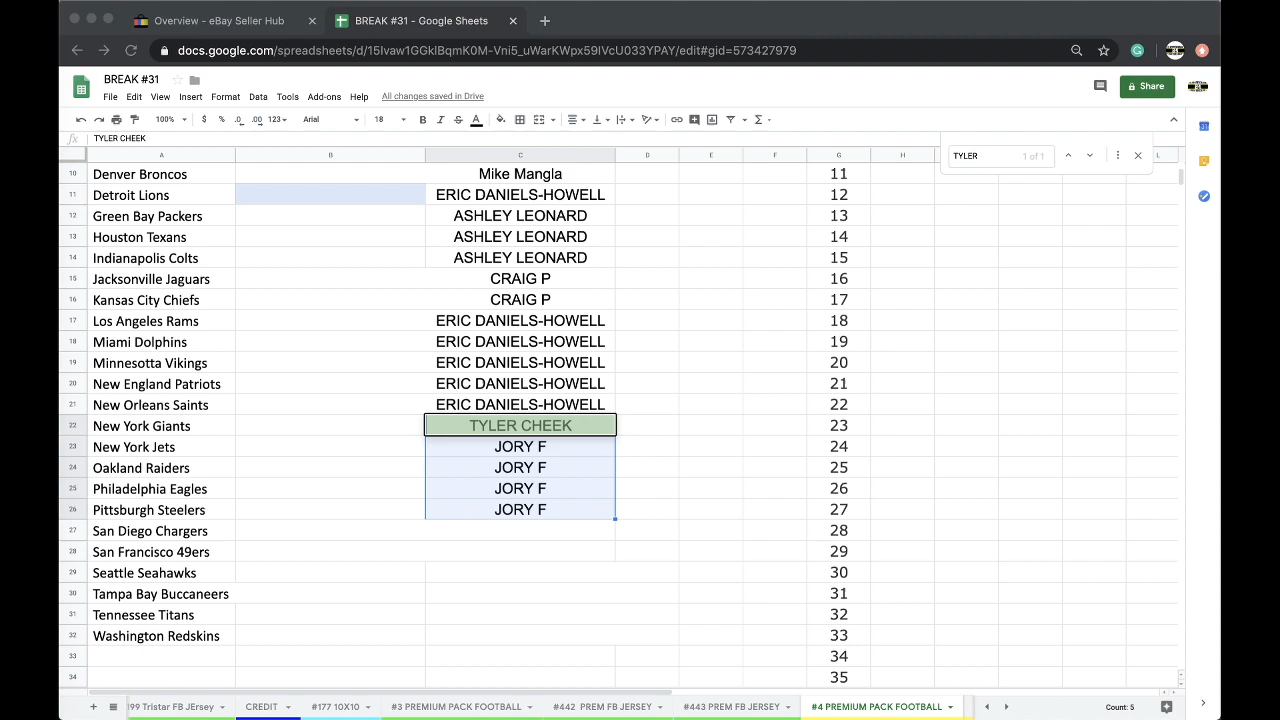 Overview - eBay Seller Hub
BREAK #31 - Google Sheets
BREAK #31
File Edit View Insert Format Data Tools Add-ons Help All changes saved in Drive
Share
100% $ % .0 .00 123 Arial 18 B I S A
fx TYLER CHEEK
TYLER 1 of 1
A B C D E F G H L
10 Denver Broncos Mike Mangla 11
11 Detroit Lions ERIC DANIELS-HOWELL 12
12 Green Bay Packers ASHLEY LEONARD 13
13 Houston Texans ASHLEY LEONARD 14
14 Indianapolis Colts ASHLEY LEONARD 15
15 Jacksonville Jaguars CRAIG P 16
16 Kansas City Chiefs CRAIG P 17
17 Los Angeles Rams ERIC DANIELS-HOWELL 18
18 Miami Dolphins ERIC DANIELS-HOWELL 19
19 Minnesotta Vikings ERIC DANIELS-HOWELL 20
20 New England Patriots ERIC DANIELS-HOWELL 21
21 New Orleans Saints ERIC DANIELS-HOWELL 22
22 New York Giants TYLER CHEEK 23
23 New York Jets JORY F 24
24 Oakland Raiders JORY F 25
25 Philadelphia Eagles JORY F 26
26 Pittsburgh Steelers JORY F 27
27 San Diego Chargers 28
28 San Francisco 49ers 29
29 Seattle Seahawks 30
30 Tampa Bay Buccaneers 31
31 Tennessee Titans 32
32 Washington Redskins 33
33 34
34 35
99 Tristar FB JErsey CREDIT #177 10X10 #3 PREMIUM PACK FOOTBALL #442 PREM FB JERSEY #443 PREM FB JERSEY #4 PREMIUM PACK FOOTBALL Count: 5